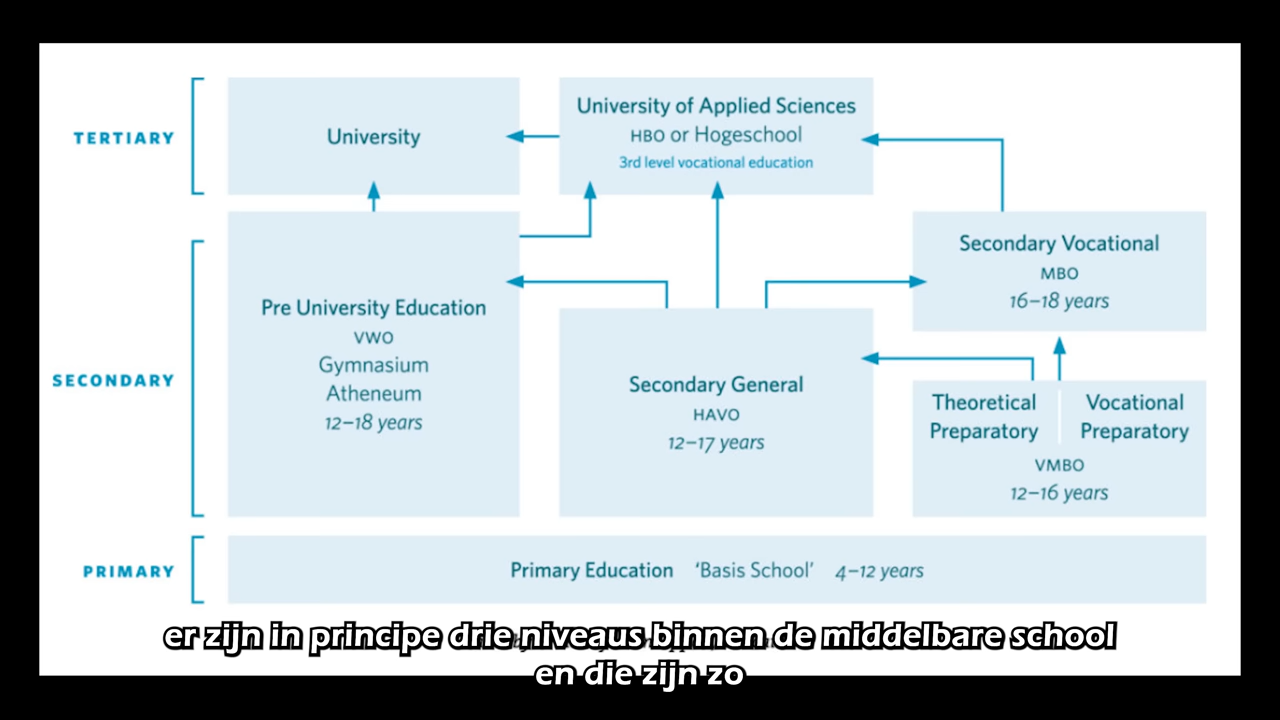 TERTIARY
University
University of Applied Sciences
HBO or Hogeschool
3rd level vocational education
SECONDARY
Pre University Education
VWO
Gymnasium
Atheneum
12–18 years
Secondary General
HAVO
12–17 years
Secondary Vocational
MBO
16–18 years
Theoretical
Preparatory
Vocational
Preparatory
VMBO
12–16 years
PRIMARY
Primary Education 'Basis School' 4–12 years
er zijn in principe drie niveaus binnen de middelbare school
en die zijn zo